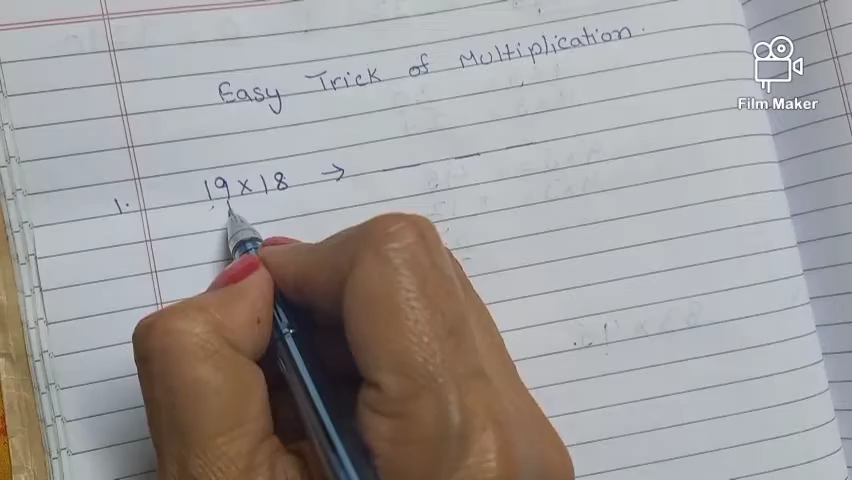 Easy Trick of Multiplication.
Film Maker
1. 19 × 18 → _ _ _